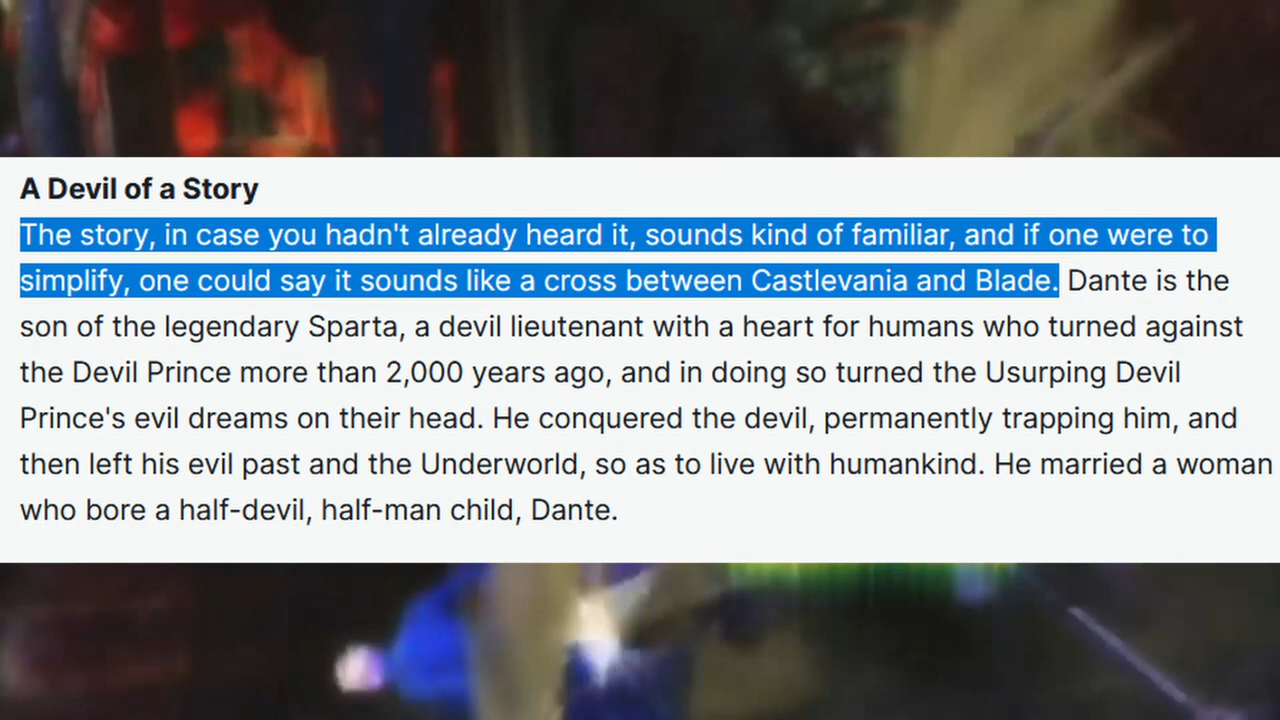 A Devil of a Story
The story, in case you hadn't already heard it, sounds kind of familiar, and if one were to
simplify, one could say it sounds like a cross between Castlevania and Blade. Dante is the
son of the legendary Sparta, a devil lieutenant with a heart for humans who turned against
the Devil Prince more than 2,000 years ago, and in doing so turned the Usurping Devil
Prince's evil dreams on their head. He conquered the devil, permanently trapping him, and
then left his evil past and the Underworld, so as to live with humankind. He married a woman
who bore a half-devil, half-man child, Dante.